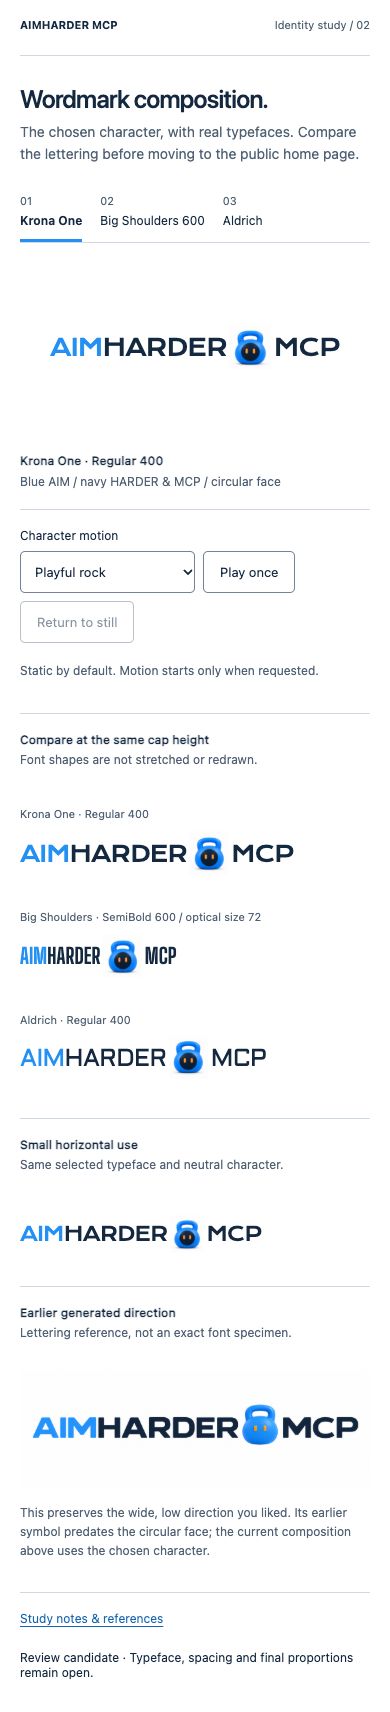 AIMHARDER MCP
Identity study / 02
Wordmark composition.
The chosen character, with real typefaces. Compare
the lettering before moving to the public home page.
01
Krona One
02
Big Shoulders 600
03
Aldrich
AIMHARDER MCP
Krona One · Regular 400
Blue AIM / navy HARDER & MCP / circular face
Character motion
Playful rock
Play once
Return to still
Static by default. Motion starts only when requested.
Compare at the same cap height
Font shapes are not stretched or redrawn.
Krona One · Regular 400
AIMHARDER MCP
Big Shoulders · SemiBold 600 / optical size 72
AIMHARDER MCP
Aldrich · Regular 400
AIMHARDER MCP
Small horizontal use
Same selected typeface and neutral character.
AIMHARDER MCP
Earlier generated direction
Lettering reference, not an exact font specimen.
AIMHARDER MCP
This preserves the wide, low direction you liked. Its earlier
symbol predates the circular face; the current composition
above uses the chosen character.
Study notes & references
Review candidate · Typeface, spacing and final proportions
remain open.